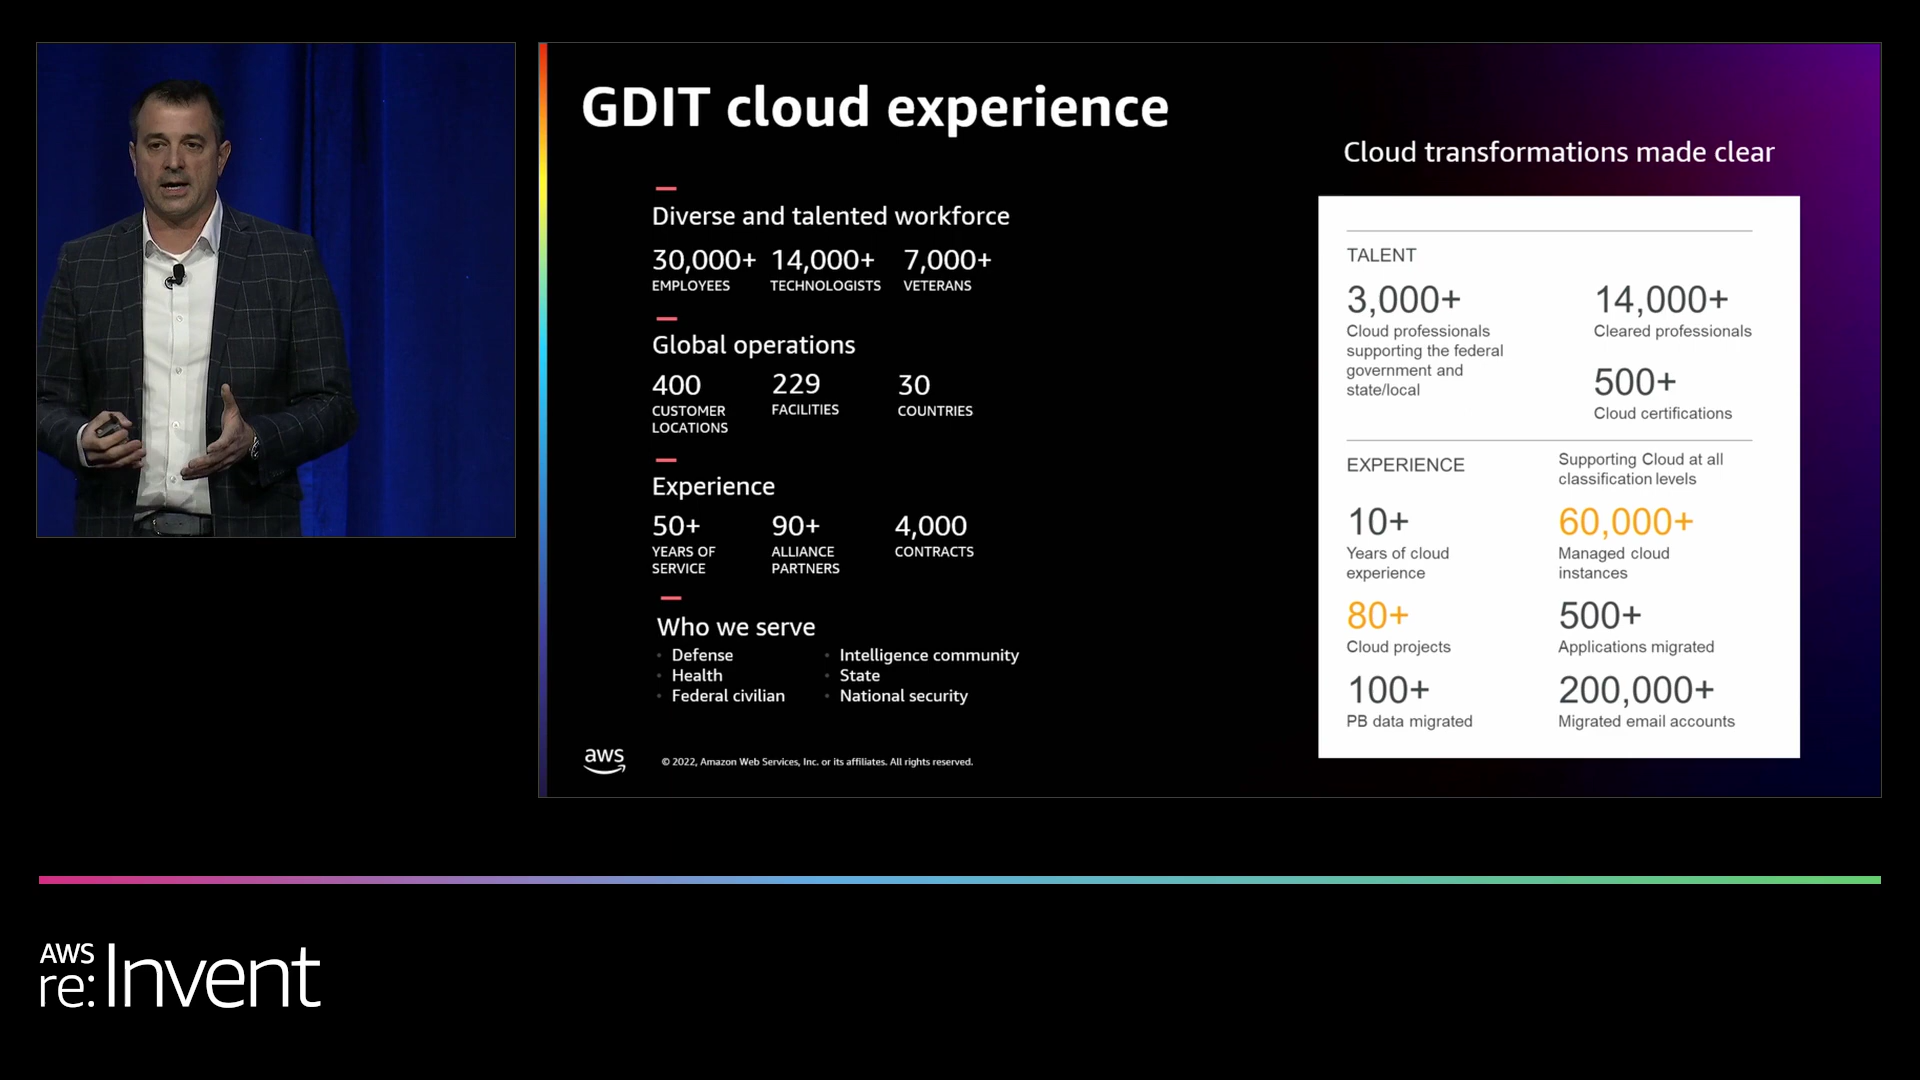 GDIT cloud experience
Cloud transformations made clear
Diverse and talented workforce
30,000+ 14,000+ 7,000+
EMPLOYEES TECHNOLOGISTS VETERANS
Global operations
400 229 30
CUSTOMER LOCATIONS FACILITIES COUNTRIES
Experience
50+ 90+ 4,000
YEARS OF SERVICE ALLIANCE PARTNERS CONTRACTS
Who we serve
• Defense
• Health
• Federal civilian
• Intelligence community
• State
• National security
TALENT
3,000+
Cloud professionals
supporting the federal
government and
state/local
14,000+
Cleared professionals
500+
Cloud certifications
EXPERIENCE
Supporting Cloud at all
classification levels
10+
Years of cloud
experience
60,000+
Managed cloud
instances
80+
Cloud projects
500+
Applications migrated
100+
PB data migrated
200,000+
Migrated email accounts
aws
© 2022, Amazon Web Services, Inc. or its affiliates. All rights reserved.
AWS
re:Invent